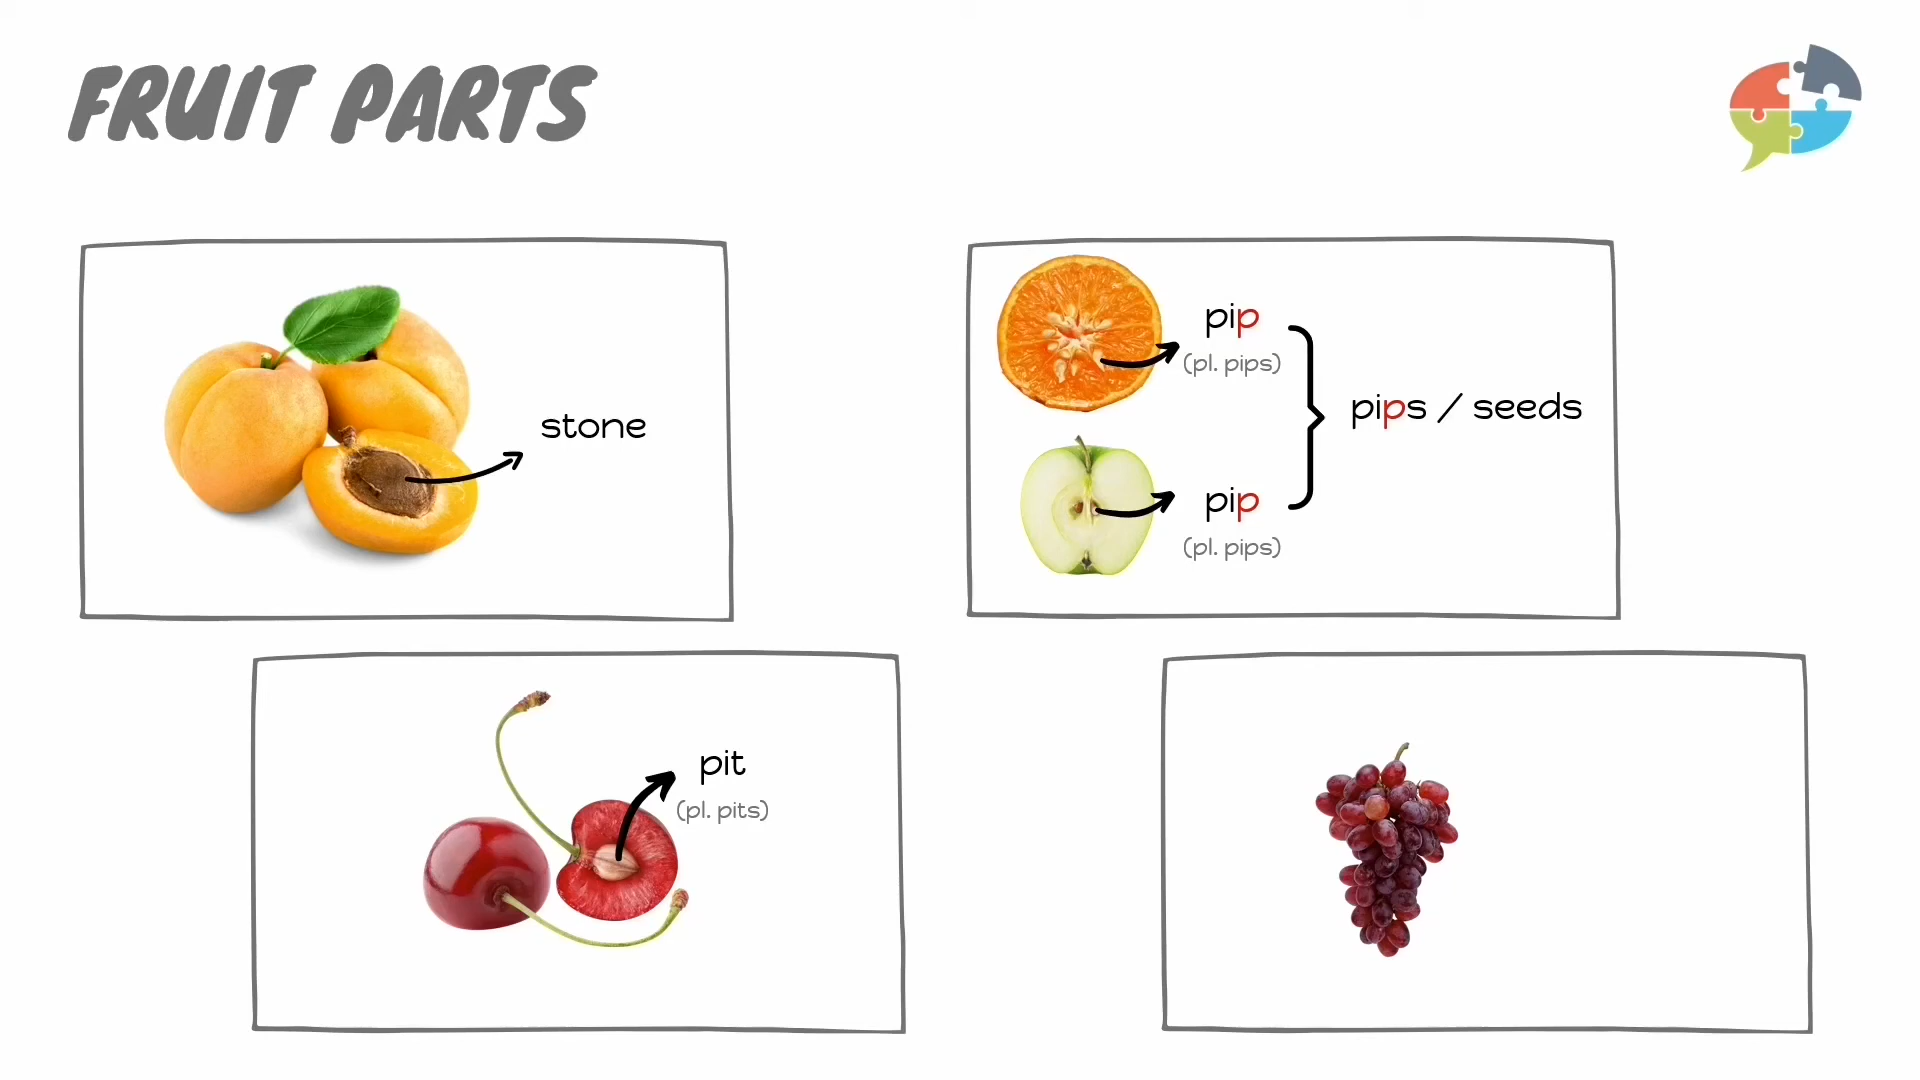 FRUIT PARTS
stone
pip
(pl. pips)
pips / seeds
pip
(pl. pips)
pit
(pl. pits)